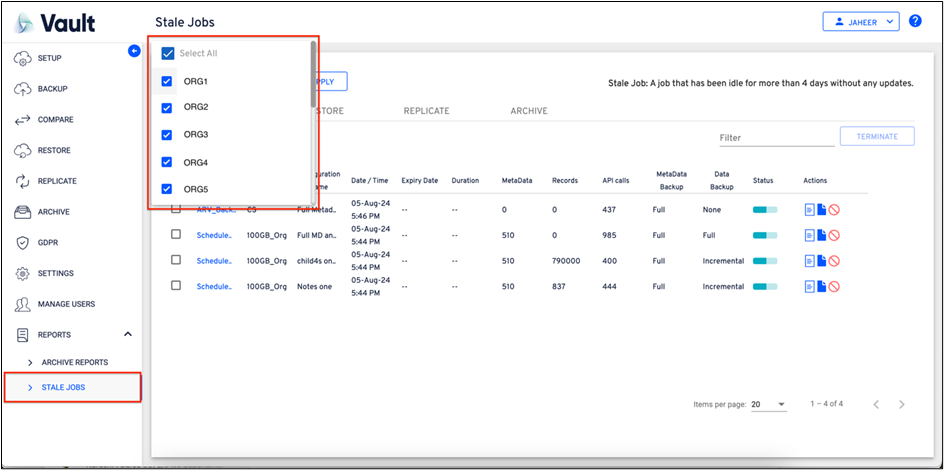 Vault
Stale Jobs
JAHEER
?
SETUP
BACKUP
COMPARE
RESTORE
REPLICATE
ARCHIVE
GDPR
SETTINGS
MANAGE USERS
REPORTS
ARCHIVE REPORTS
STALE JOBS
Select All
ORG1
ORG2
ORG3
ORG4
ORG5
PLY
Stale Job: A job that has been idle for more than 4 days without any updates.
STORE REPLICATE ARCHIVE
Filter
TERMINATE
guration
me Date / Time Expiry Date Duration MetaData Records API calls MetaData Backup Data Backup Status Actions
ARV_Back.. CS Full Metad.. 05-Aug-24 5:46 PM -- -- 0 0 437 Full None
Schedule.. 100GB_Org Full MD an.. 05-Aug-24 5:44 PM -- -- 510 0 985 Full Full
Schedule.. 100GB_Org child4s on.. 05-Aug-24 5:44 PM -- -- 510 790000 400 Full Incremental
Schedule.. 100GB_Org Notes one 05-Aug-24 5:44 PM -- -- 510 837 444 Full Incremental
Items per page: 20 1 – 4 of 4